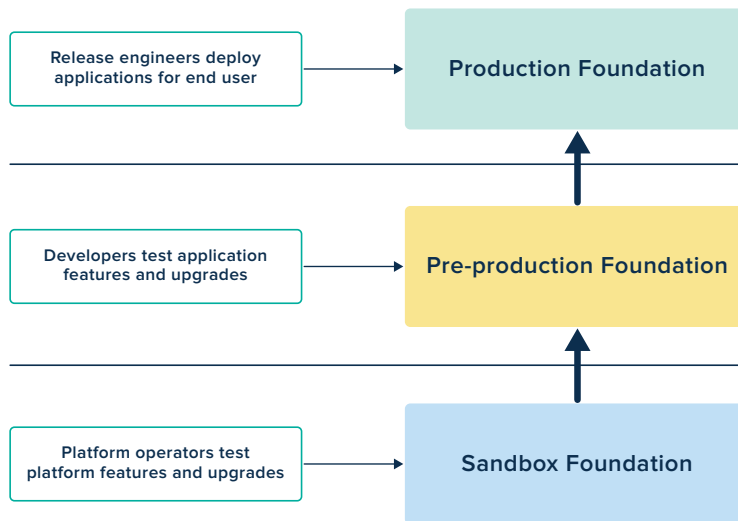 Release engineers deploy
applications for end user
Production Foundation
Developers test application
features and upgrades
Pre-production Foundation
Platform operators test
platform features and upgrades
Sandbox Foundation